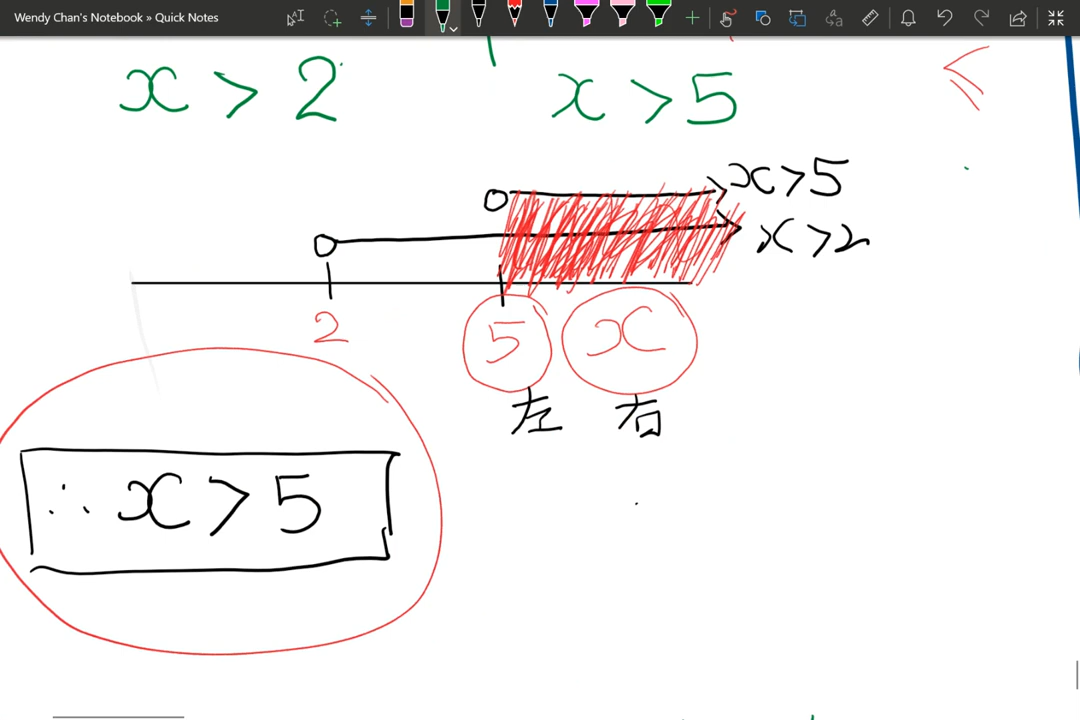 Wendy Chan's Notebook » Quick Notes
x > 2
x > 5
x > 5
x > 2
2
5
x
左
右
∴ x > 5